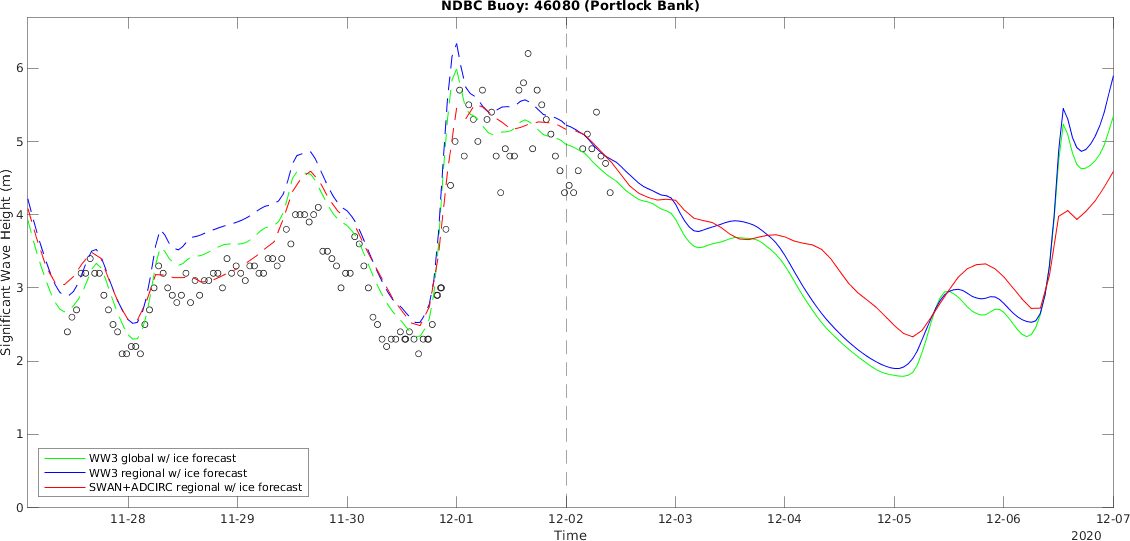 NDBC Buoy: 46080 (Portlock Bank)
Significant Wave Height (m)
6
5
4
3
2
1
0
WW3 global w/ ice forecast
WW3 regional w/ ice forecast
SWAN+ADCIRC regional w/ ice forecast
11-28 11-29 11-30 12-01 12-02 12-03 12-04 12-05 12-06 12-07
Time 2020